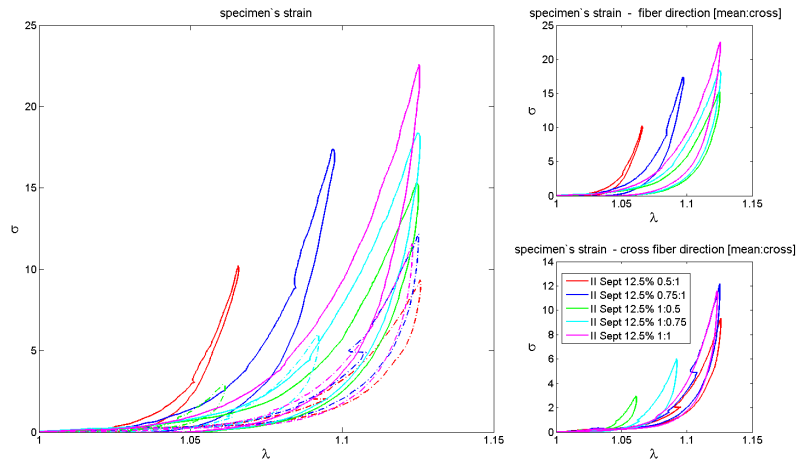 specimen`s strain
25
20
15
10
5
0
1
1.05
1.1
1.15
σ
λ
specimen`s strain - fiber direction [mean:cross]
25
20
15
10
5
0
1
1.05
1.1
1.15
σ
λ
specimen`s strain - cross fiber direction [mean:cross]
14
12
10
8
6
4
2
0
1
1.05
1.1
1.15
σ
λ
II Sept 12.5% 0.5:1
II Sept 12.5% 0.75:1
II Sept 12.5% 1:0.5
II Sept 12.5% 1:0.75
II Sept 12.5% 1:1